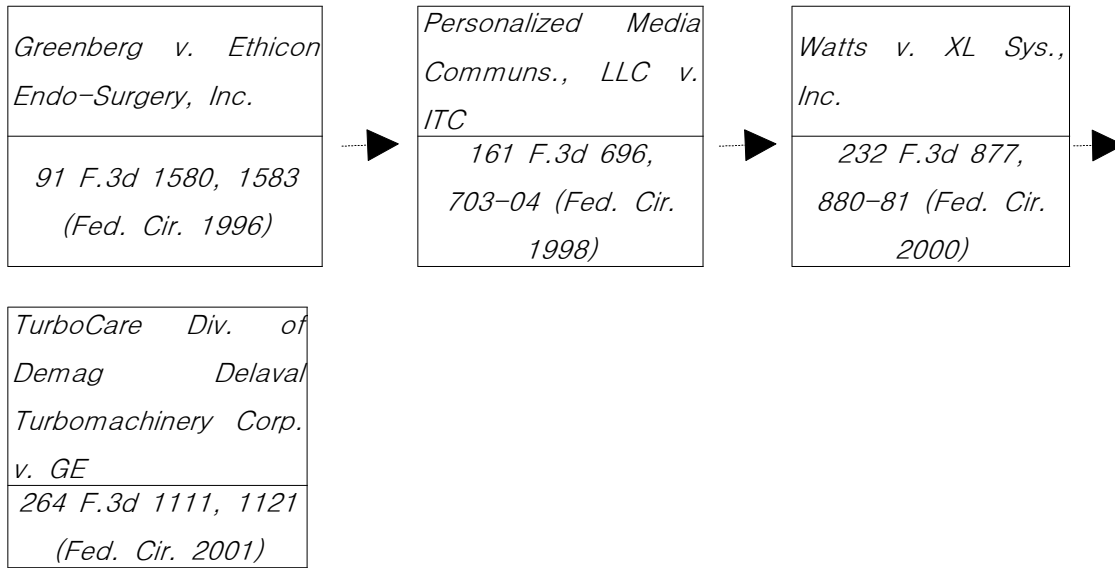 Greenberg v. Ethicon
Endo-Surgery, Inc.
91 F.3d 1580, 1583
(Fed. Cir. 1996)
Personalized Media
Communs., LLC v.
ITC
161 F.3d 696,
703-04 (Fed. Cir.
1998)
Watts v. XL Sys.,
Inc.
232 F.3d 877,
880-81 (Fed. Cir.
2000)
TurboCare Div. of
Demag Delaval
Turbomachinery Corp.
v. GE
264 F.3d 1111, 1121
(Fed. Cir. 2001)